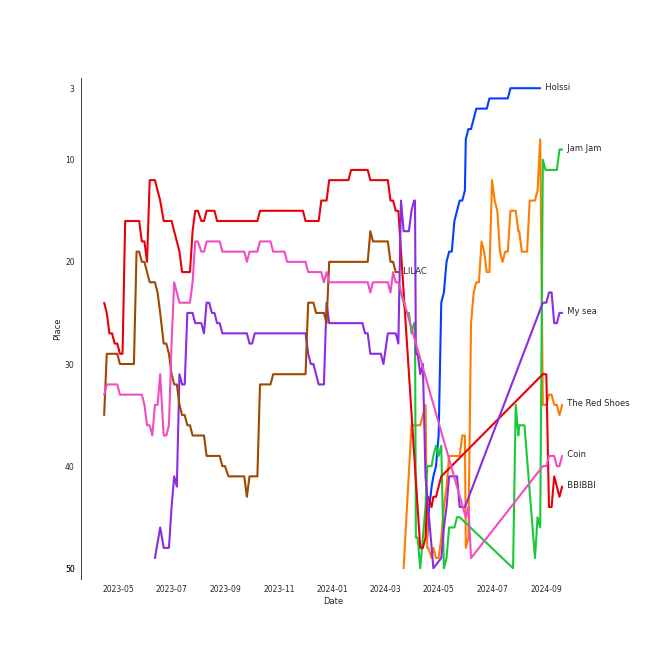 3
10
20
30
40
50
Place
2023-05
2023-07
2023-09
2023-11
2024-01
2024-03
2024-05
2024-07
2024-09
Date
Holssi
Jam Jam
LILAC
My sea
The Red Shoes
Coin
BBIBBI